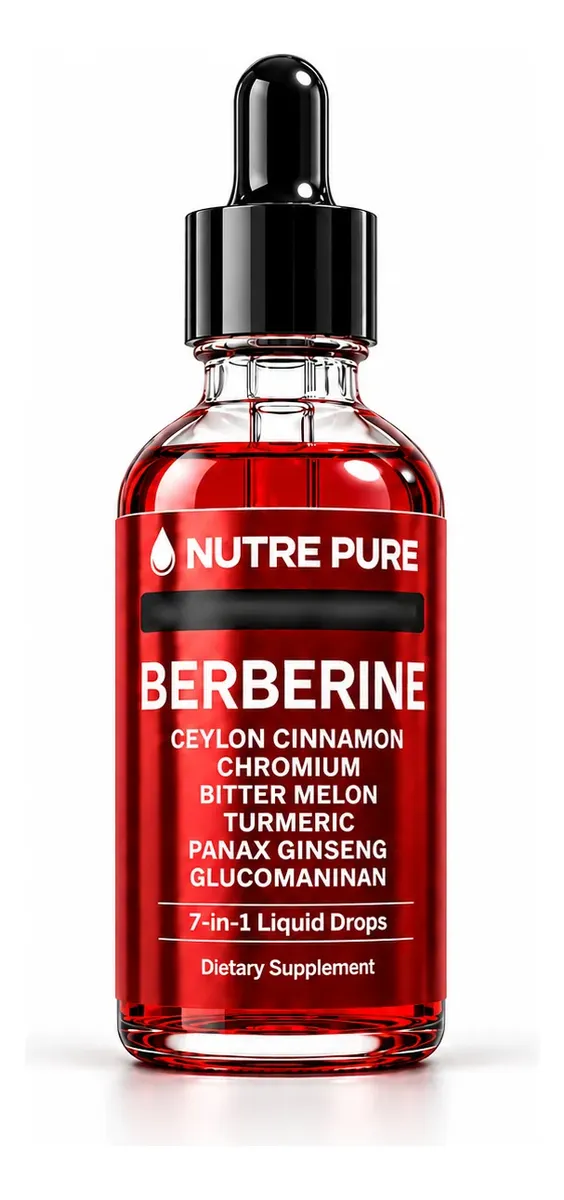 NUTRE PURE
BERBERINE
CEYLON CINNAMON
CHROMIUM
BITTER MELON
TURMERIC
PANAX GINSENG
GLUCOMANINAN
7-in-1 Liquid Drops
Dietary Supplement